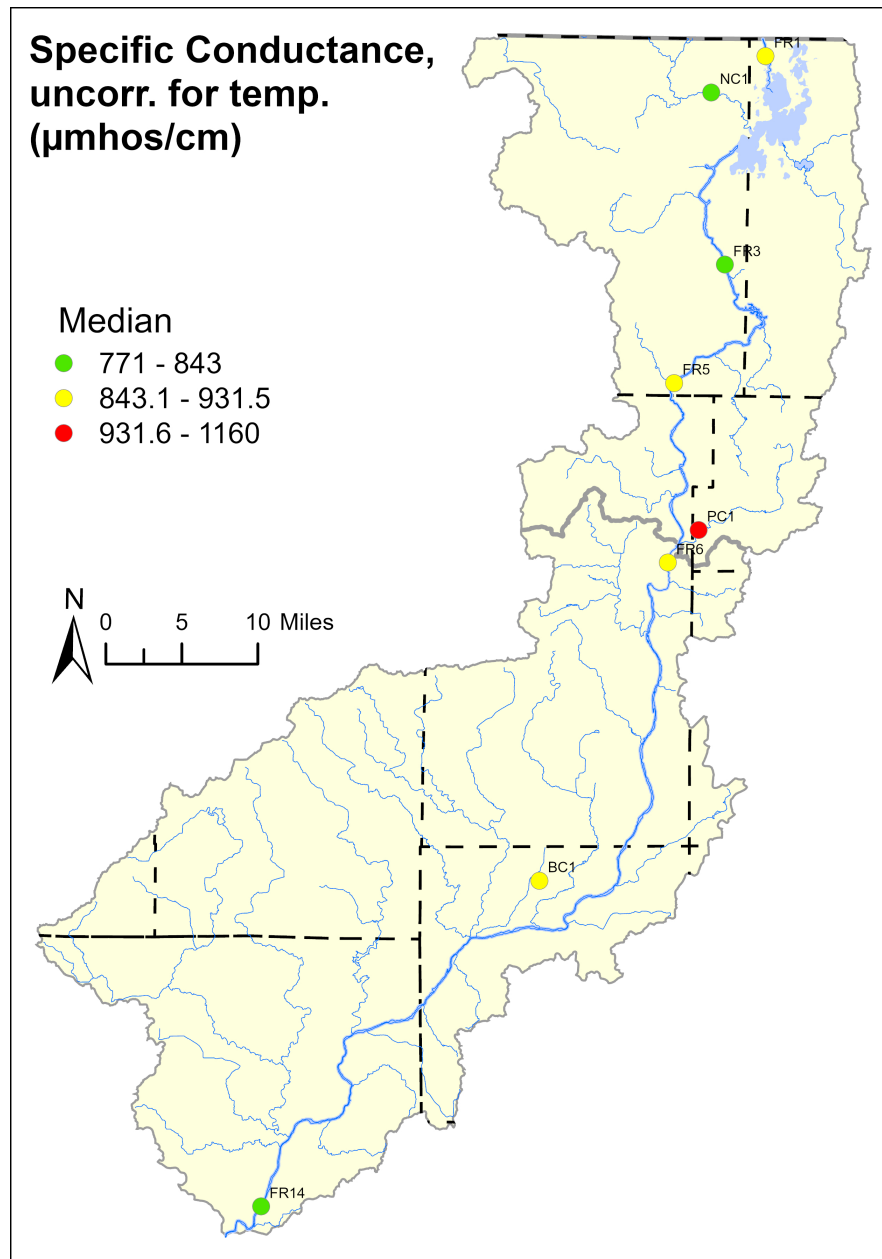 Specific Conductance,
uncorr. for temp.
(µmhos/cm)
FR1
NC1
FR3
Median
771 - 843
843.1 - 931.5
931.6 - 1160
FR5
PC1
FR6
N
0 5 10 Miles
BC1
FR14